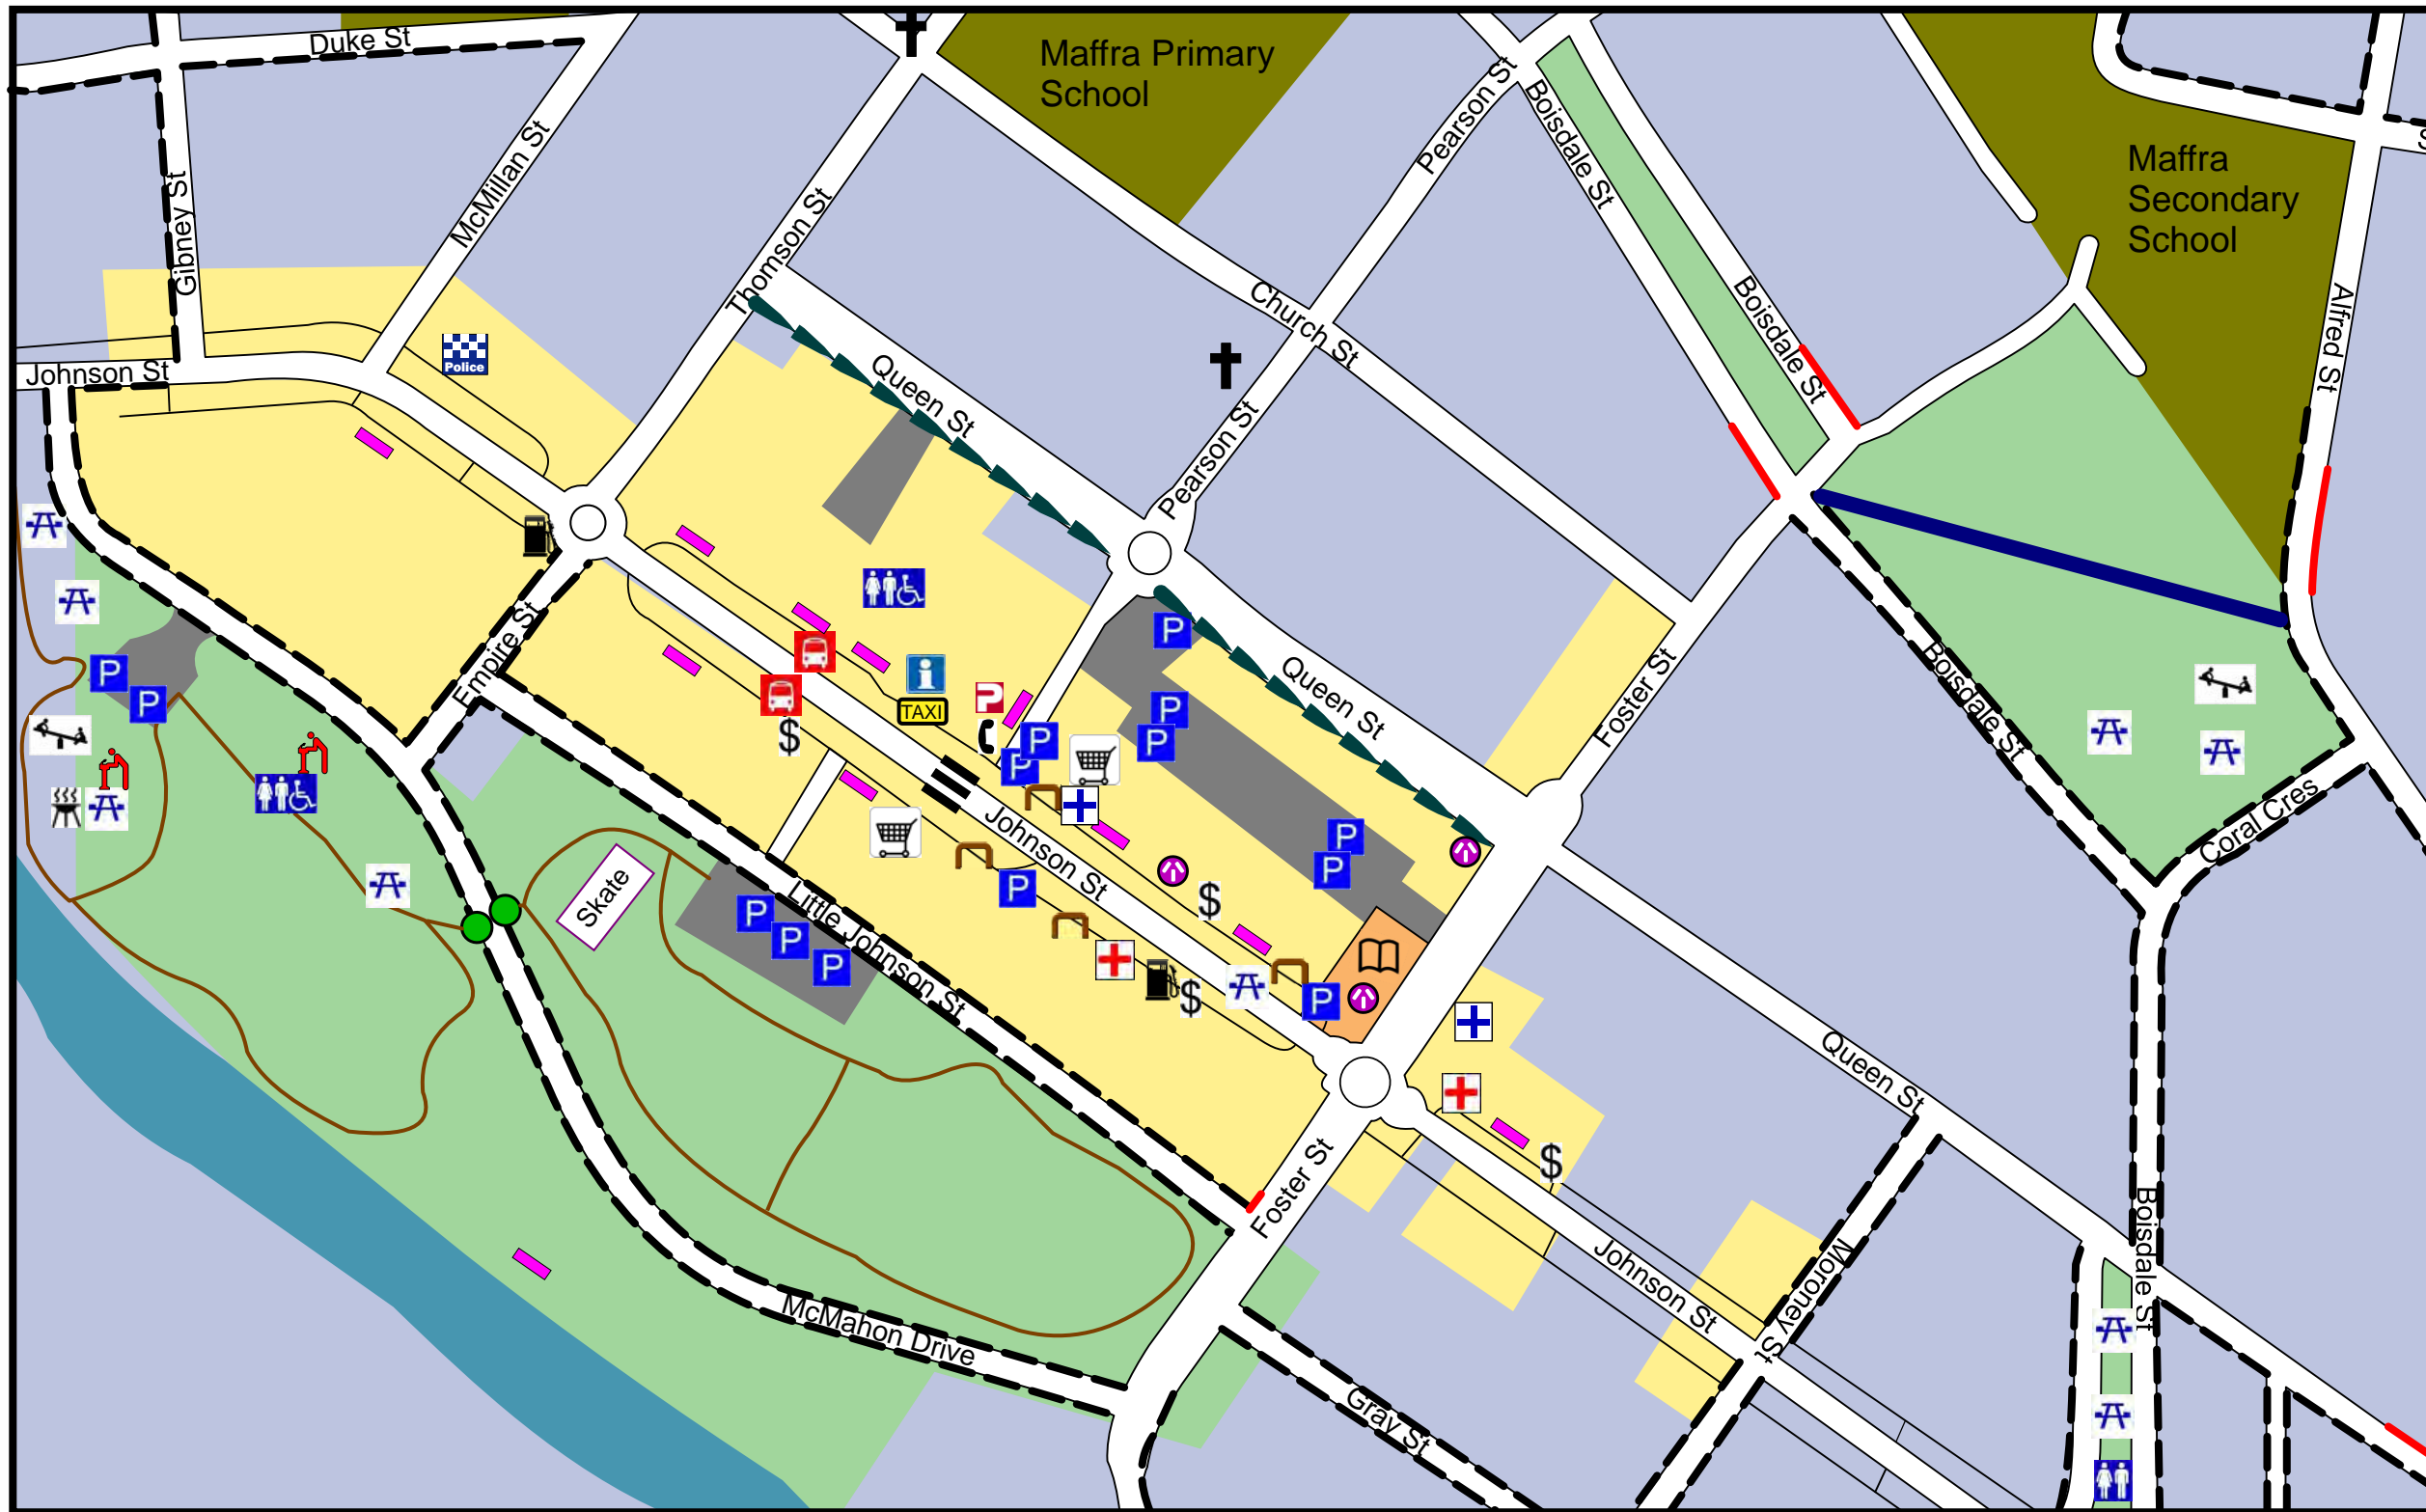 Duke St
Maffra Primary
School
Pearson St
Boisdale St
Maffra
Secondary
School
S
McMillan St
Gibney St
Thomson St
Church St
Boisdale St
Alfred St
Johnson St
Police
Queen St
Pearson St
Empire St
P
P
P
i
TAXI
P
$
P
P
P
P
Queen St
Foster St
Boisdale St
Coral Cres
Johnson St
P
P
P
$
Skate
Little Johnson St
P
P
P
$
P
Queen St
$
Foster St
Johnson St
Moroney St
Boisdale St
McMahon Drive
Gray St